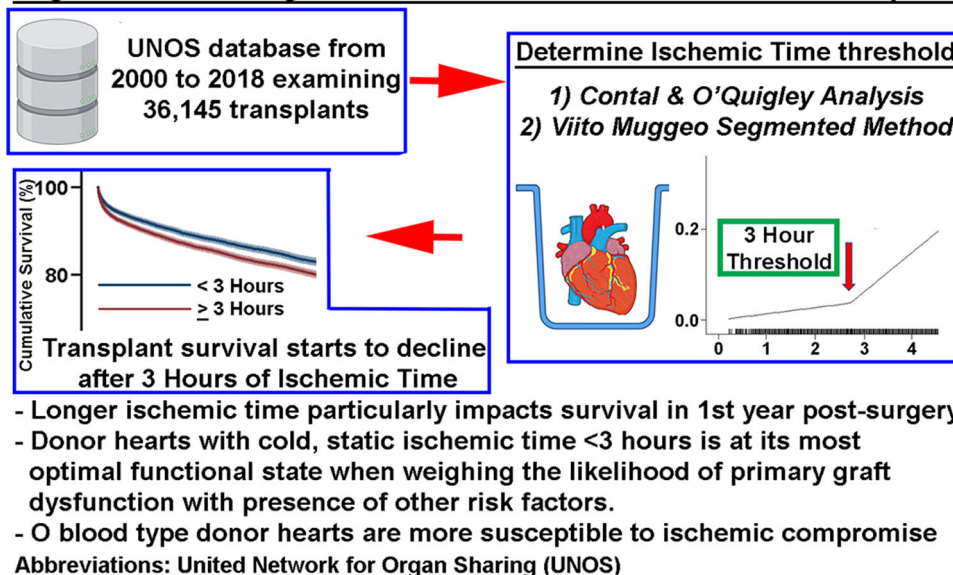 UNOS database from
2000 to 2018 examining
36,145 transplants
Determine Ischemic Time threshold
1) Contal & O'Quigley Analysis
2) Viito Muggeo Segmented Method
0.2
0.0
3 Hour
Threshold
0 1 2 3 4
Cumulative Survival (%)
100
80
< 3 Hours
≥ 3 Hours
Transplant survival starts to decline
after 3 Hours of Ischemic Time
- Longer ischemic time particularly impacts survival in 1st year post-surgery
- Donor hearts with cold, static ischemic time <3 hours is at its most
optimal functional state when weighing the likelihood of primary graft
dysfunction with presence of other risk factors.
- O blood type donor hearts are more susceptible to ischemic compromise
Abbreviations: United Network for Organ Sharing (UNOS)